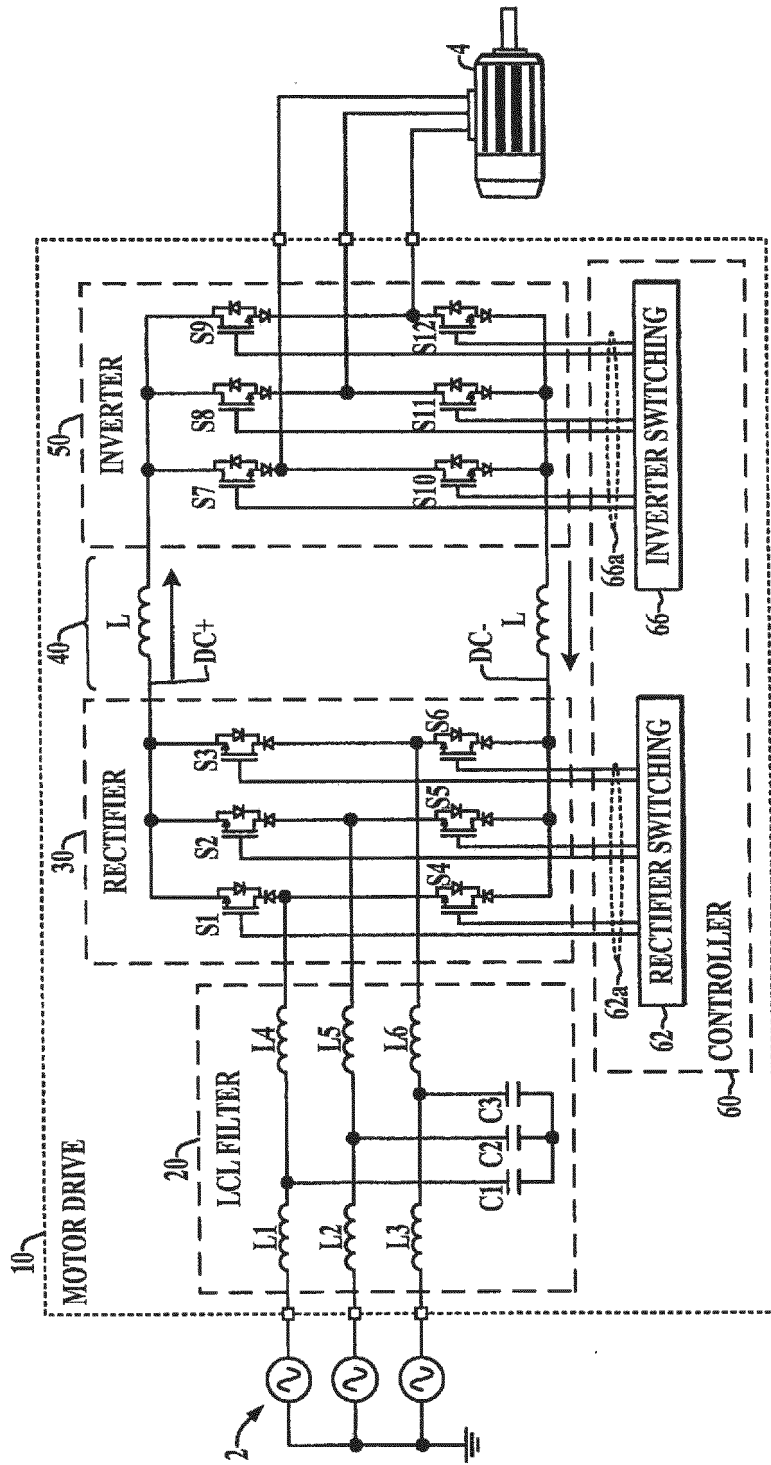 10
MOTOR DRIVE
2
20
LCL FILTER
L1
L2
L3
L4
L5
L6
C1
C2
C3
30
RECTIFIER
S1
S2
S3
S4
S5
S6
40
L
DC+
DC-
L
50
INVERTER
S7
S8
S9
S10
S11
S12
4
60
CONTROLLER
62
62a
RECTIFIER SWITCHING
66
66a
INVERTER SWITCHING